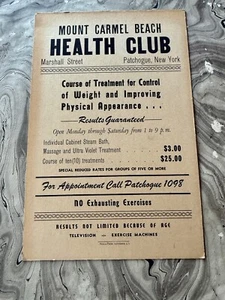 MOUNT CARMEL BEACH
HEALTH CLUB
Marshall Street Patchogue, New York
Course of Treatment for Control
of Weight and Improving
Physical Appearance . . .
Results Guaranteed
Open Monday through Saturday from 1 to 9 p.m.
Individual Cabinet Steam Bath,
Massage and Ultra Violet Treatment $3.00
Course of ten(10) treatments $25.00
SPECIAL REDUCED RATES FOR GROUPS OF FIVE OR MORE
For Appointment Call Patchogue 1098
NO Exhausting Exercises
RESULTS NOT LIMITED BECAUSE OF AGE
TELEVISION — EXERCISE MACHINES